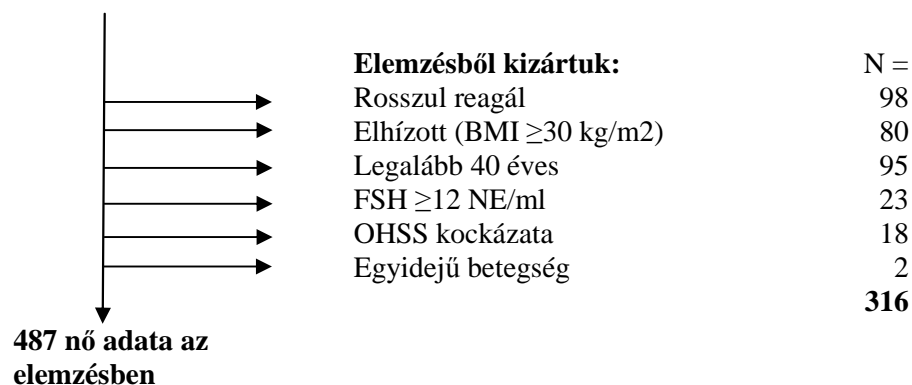 Elemzésből kizártuk: N =
Rosszul reagál 98
Elhízott (BMI ≥30 kg/m2) 80
Legalább 40 éves 95
FSH ≥12 NE/ml 23
OHSS kockázata 18
Egyidejű betegség 2
316
487 nő adata az
elemzésben